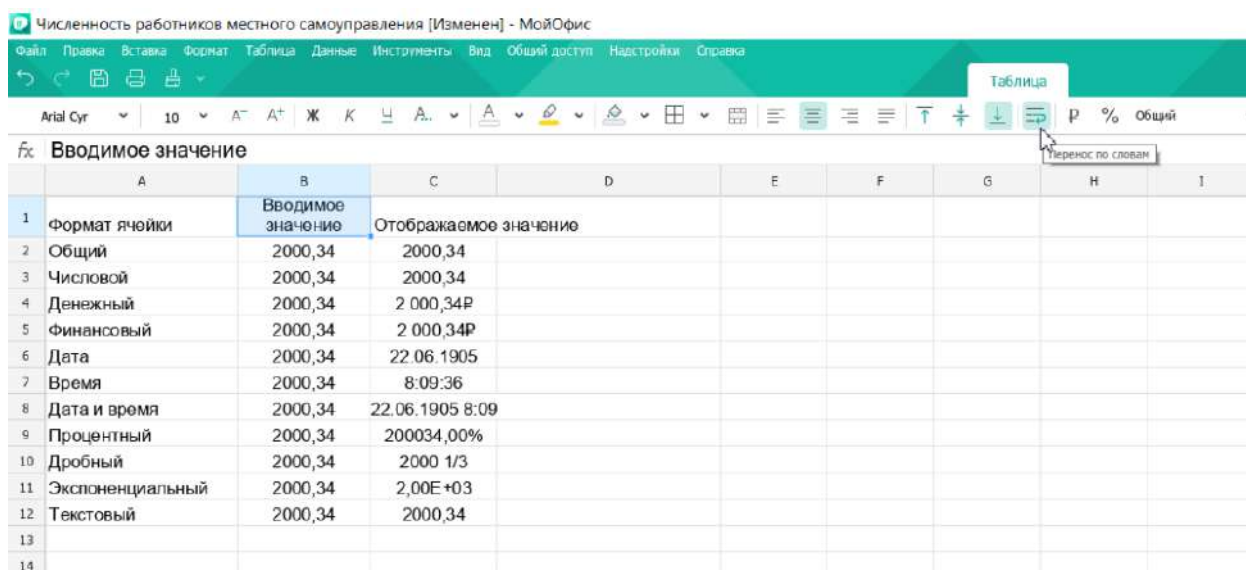 Численность работников местного самоуправления [Изменен] - МойОфис
Файл Правка Вставка Формат Таблица Данные Инструменты Вид Общий доступ Надстройки Справка
Таблица
Arial Cyr 10 A⁻ A⁺ Ж К Ч А.. А ₽ % Общий
Перенос по словам
fx Вводимое значение
A B C D E F G H I
1 Формат ячейки Вводимое значение Отображаемое значение
2 Общий 2000,34 2000,34
3 Числовой 2000,34 2000,34
4 Денежный 2000,34 2 000,34₽
5 Финансовый 2000,34 2 000,34₽
6 Дата 2000,34 22.06.1905
7 Время 2000,34 8:09:36
8 Дата и время 2000,34 22.06.1905 8:09
9 Процентный 2000,34 200034,00%
10 Дробный 2000,34 2000 1/3
11 Экспоненциальный 2000,34 2,00E+03
12 Текстовый 2000,34 2000,34
13
14